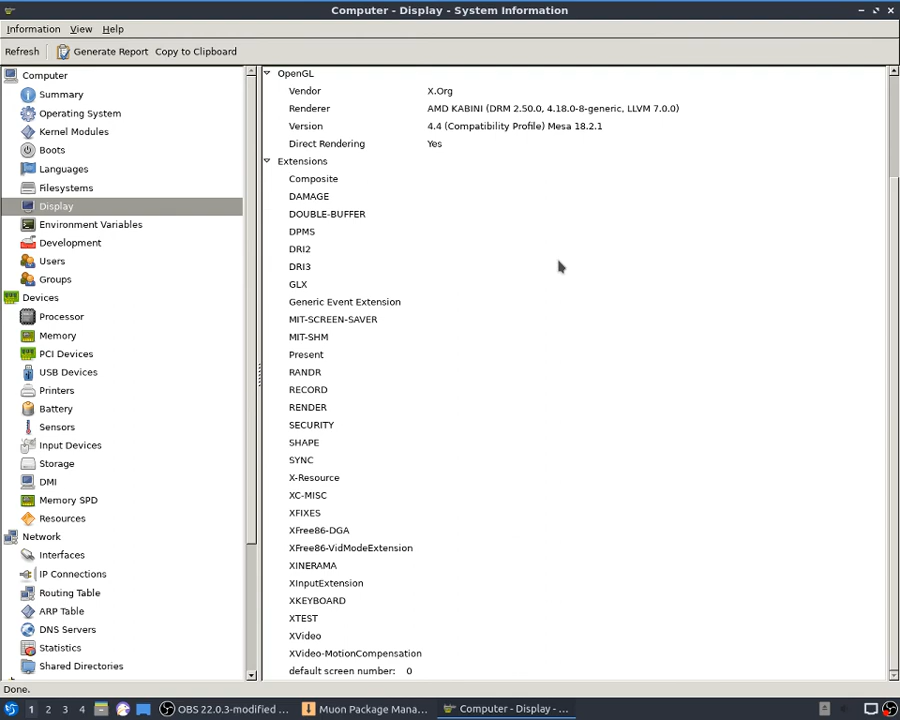 Computer - Display - System Information
Information View Help
Refresh Generate Report Copy to Clipboard
Computer
Summary
Operating System
Kernel Modules
Boots
Languages
Filesystems
Display
Environment Variables
Development
Users
Groups
Devices
Processor
Memory
PCI Devices
USB Devices
Printers
Battery
Sensors
Input Devices
Storage
DMI
Memory SPD
Resources
Network
Interfaces
IP Connections
Routing Table
ARP Table
DNS Servers
Statistics
Shared Directories
OpenGL
Vendor X.Org
Renderer AMD KABINI (DRM 2.50.0, 4.18.0-8-generic, LLVM 7.0.0)
Version 4.4 (Compatibility Profile) Mesa 18.2.1
Direct Rendering Yes
Extensions
Composite
DAMAGE
DOUBLE-BUFFER
DPMS
DRI2
DRI3
GLX
Generic Event Extension
MIT-SCREEN-SAVER
MIT-SHM
Present
RANDR
RECORD
RENDER
SECURITY
SHAPE
SYNC
X-Resource
XC-MISC
XFIXES
XFree86-DGA
XFree86-VidModeExtension
XINERAMA
XInputExtension
XKEYBOARD
XTEST
XVideo
XVideo-MotionCompensation
default screen number: 0
Done.
1 2 3 4 OBS 22.0.3-modified ... Muon Package Mana... Computer - Display - ...